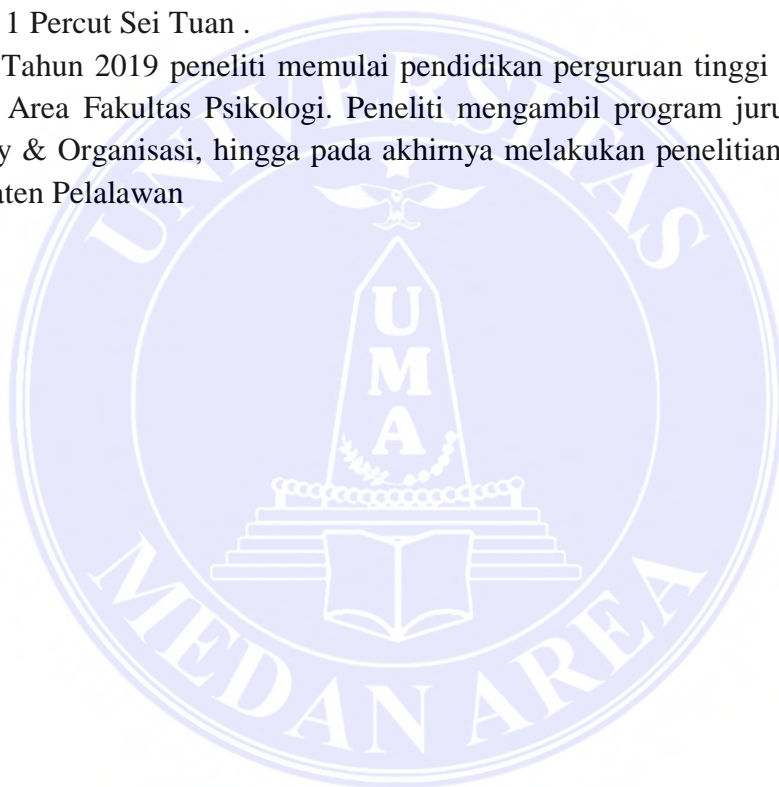 1 Percut Sei Tuan .
Tahun 2019 peneliti memulai pendidikan perguruan tinggi
Area Fakultas Psikologi. Peneliti mengambil program juru
y & Organisasi, hingga pada akhirnya melakukan penelitian
aten Pelalawan
UNIVERSITAS
U
M
A
MEDAN AREA